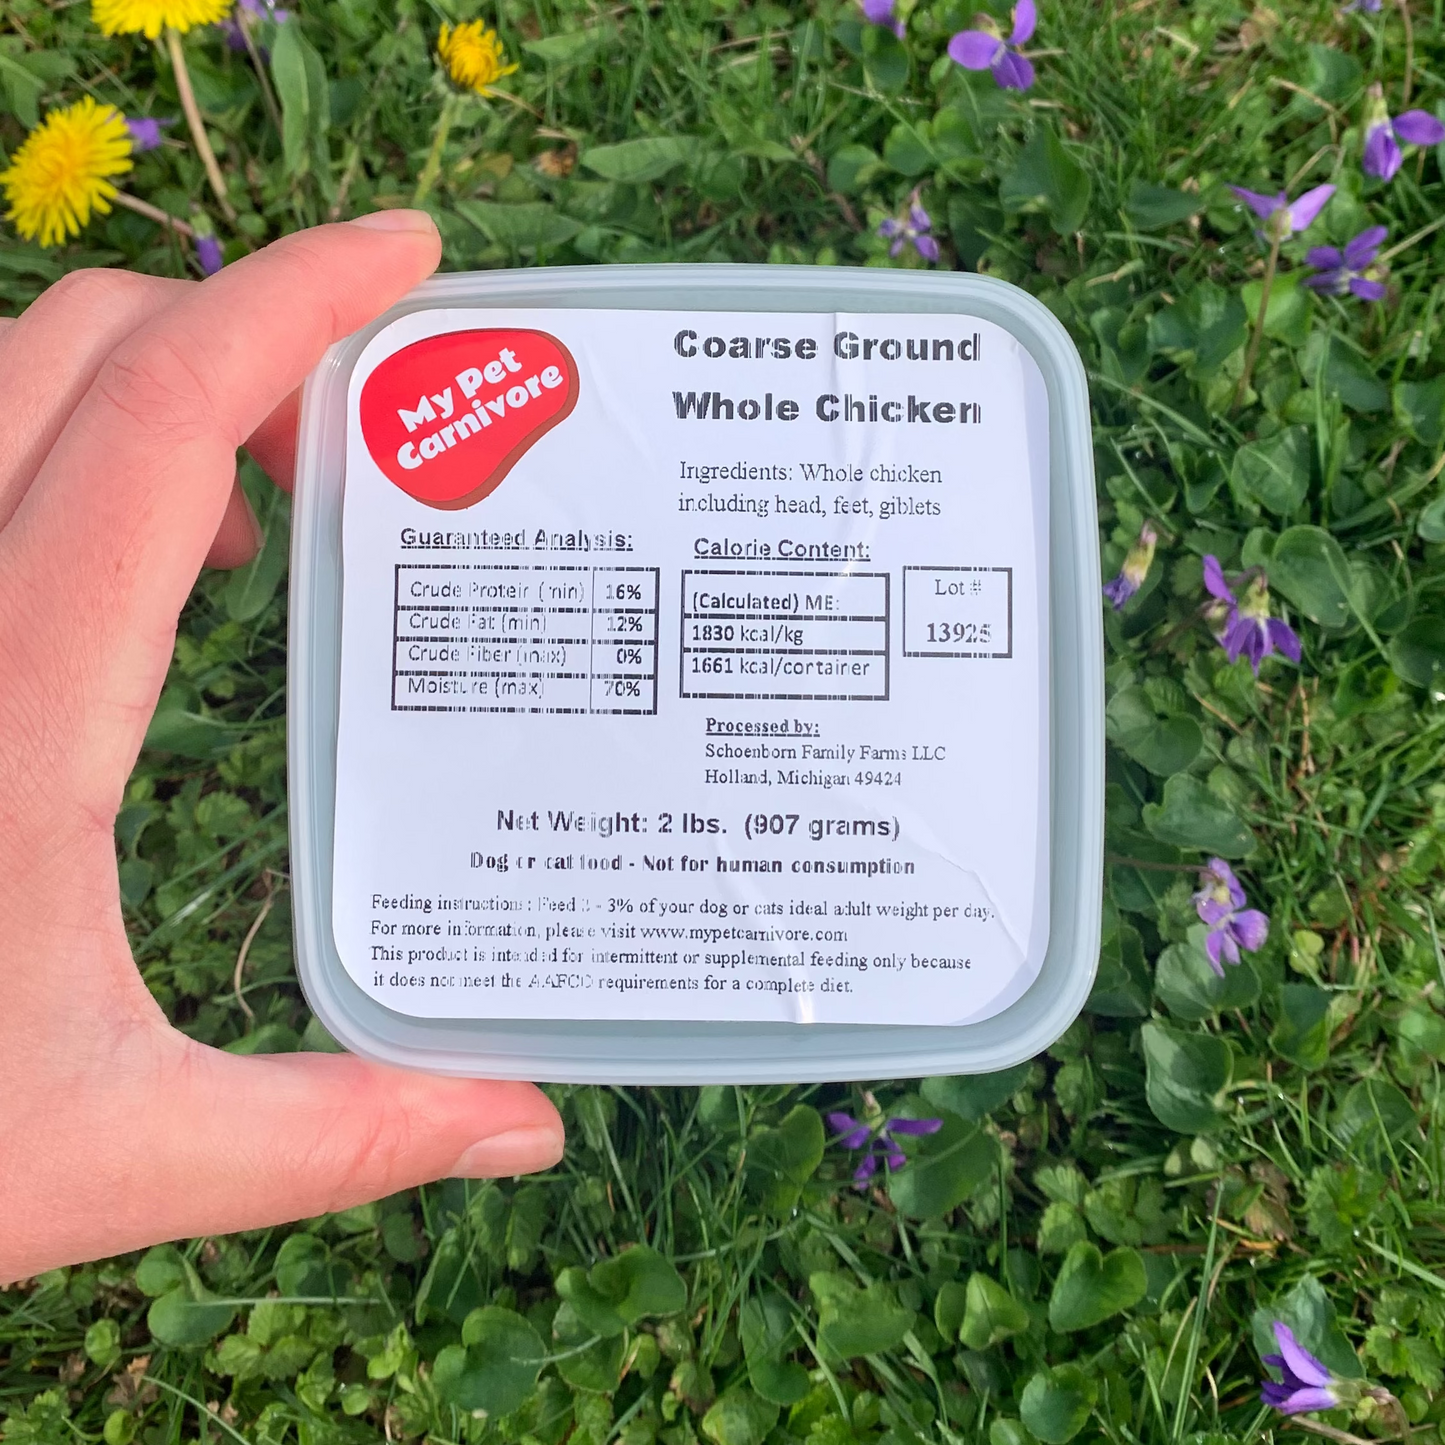 My Pet
Carnivore
Coarse Ground
Whole Chicken
Ingredients: Whole chicken
including head, feet, giblets
Guaranteed Analysis:
Crude Protein (min) 16%
Crude Fat (min) 12%
Crude Fiber (max) 0%
Moisture (max) 70%
Calorie Content:
(Calculated) ME:
1830 kcal/kg
1661 kcal/container
Lot #
13925
Processed by:
Schoenborn Family Farms LLC
Holland, Michigan 49424
Net Weight: 2 lbs. (907 grams)
Dog or cat food - Not for human consumption
Feeding instructions: Feed - 3% of your dog or cats ideal adult weight per day.
For more information, please visit www.mypetcarnivore.com
This product is intended for intermittent or supplemental feeding only because
it does not meet the AAFCO requirements for a complete diet.